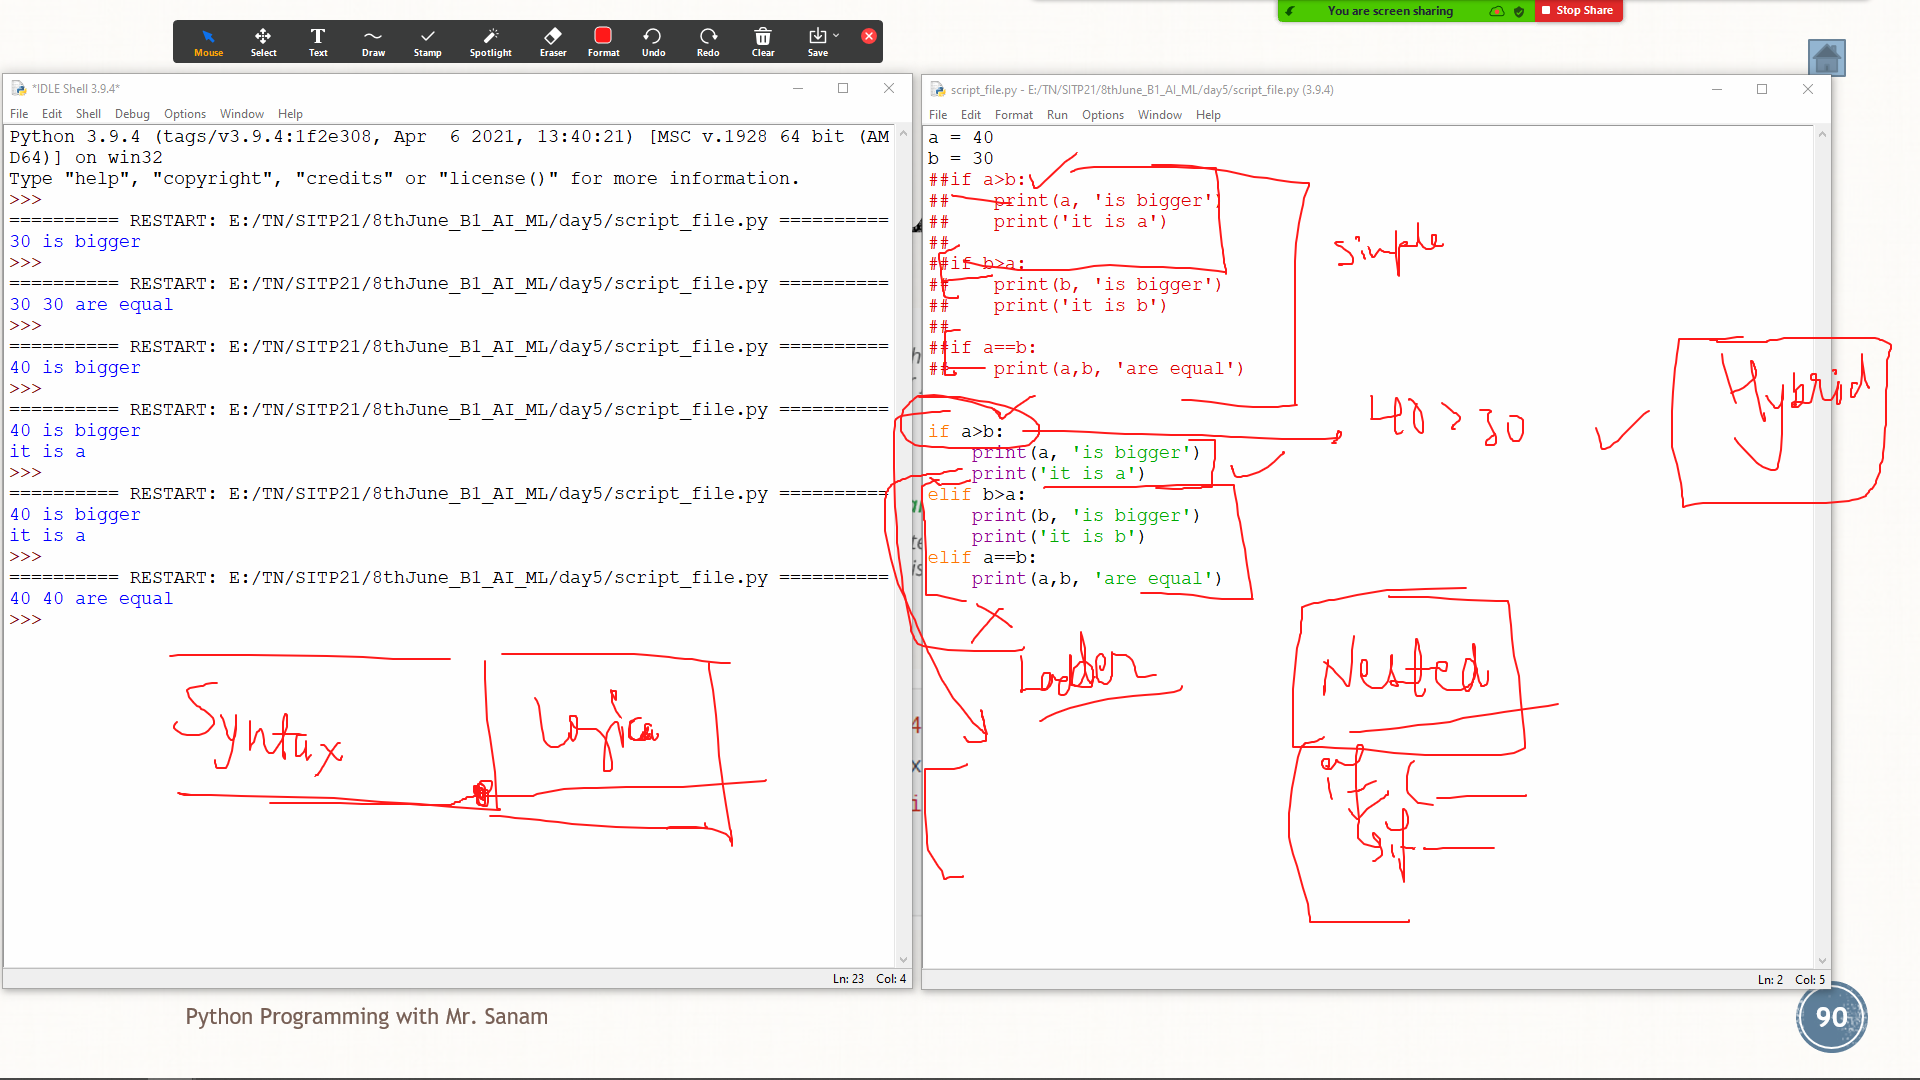 You are screen sharing
Stop Share
Mouse Select Text Draw Stamp Spotlight Eraser Format Undo Redo Clear Save
*IDLE Shell 3.9.4*
File Edit Shell Debug Options Window Help
Python 3.9.4 (tags/v3.9.4:1f2e308, Apr  6 2021, 13:40:21) [MSC v.1928 64 bit (AM
D64)] on win32
Type "help", "copyright", "credits" or "license()" for more information.
>>>
========== RESTART: E:/TN/SITP21/8thJune_B1_AI_ML/day5/script_file.py ==========
30 is bigger
>>>
========== RESTART: E:/TN/SITP21/8thJune_B1_AI_ML/day5/script_file.py ==========
30 30 are equal
>>>
========== RESTART: E:/TN/SITP21/8thJune_B1_AI_ML/day5/script_file.py ==========
40 is bigger
>>>
========== RESTART: E:/TN/SITP21/8thJune_B1_AI_ML/day5/script_file.py ==========
40 is bigger
it is a
>>>
========== RESTART: E:/TN/SITP21/8thJune_B1_AI_ML/day5/script_file.py ==========
40 is bigger
it is a
>>>
========== RESTART: E:/TN/SITP21/8thJune_B1_AI_ML/day5/script_file.py ==========
40 40 are equal
>>>
Syntax
Logica
Ln: 23 Col: 4
script_file.py - E:/TN/SITP21/8thJune_B1_AI_ML/day5/script_file.py (3.9.4)
File Edit Format Run Options Window Help
a = 40
b = 30
##if a>b:
##    print(a, 'is bigger')
##    print('it is a')
##
##if b>a:
##    print(b, 'is bigger')
##    print('it is b')
##
##if a==b:
##    print(a,b, 'are equal')
simple
if a>b:
    print(a, 'is bigger')
    print('it is a')
elif b>a:
    print(b, 'is bigger')
    print('it is b')
elif a==b:
    print(a,b, 'are equal')
40 > 30
Hybrid
Ladder
Nested
if
if
Ln: 2 Col: 5
Python Programming with Mr. Sanam
90